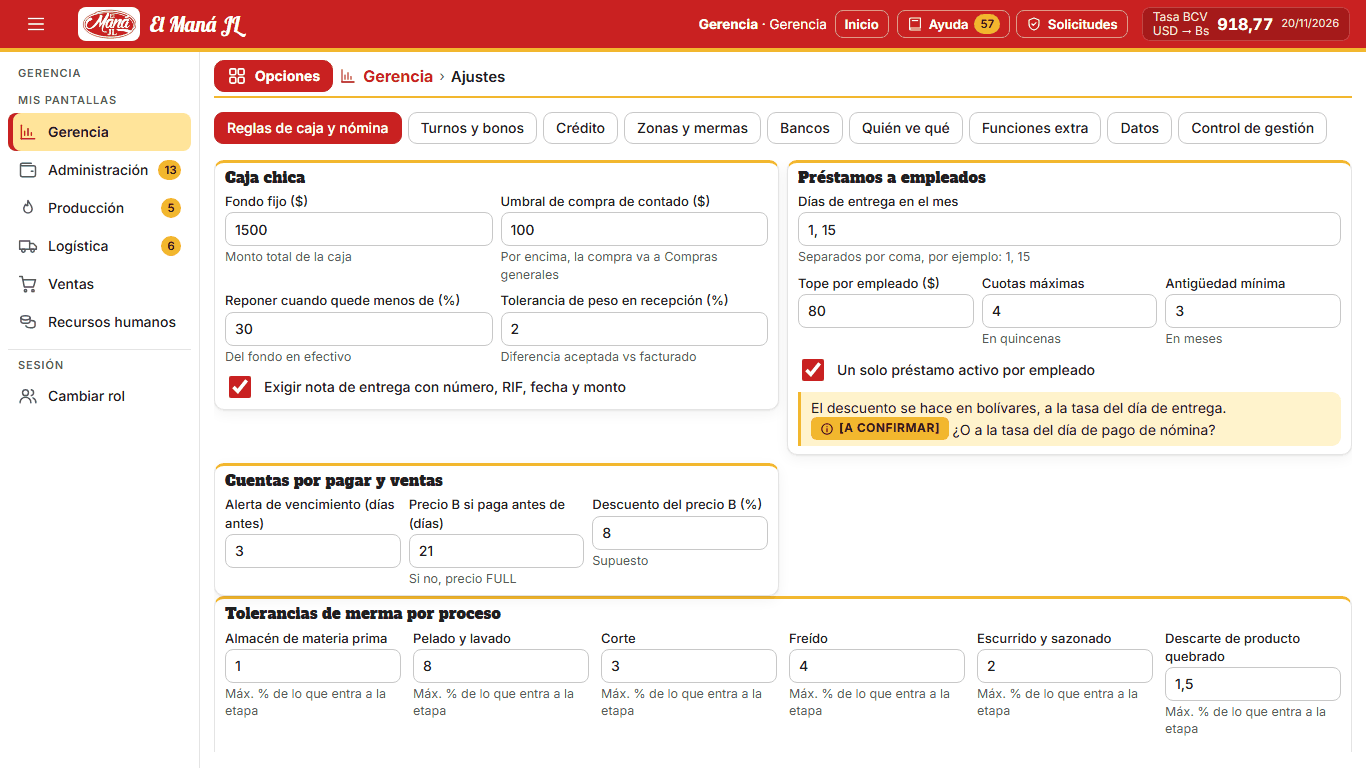 El Maná JL
El Maná JL
Gerencia · Gerencia
Inicio
Ayuda 57
Solicitudes
Tasa BCV
USD → Bs
918,77
20/11/2026
GERENCIA
MIS PANTALLAS
Gerencia
Administración 13
Producción 5
Logística 6
Ventas
Recursos humanos
SESIÓN
Cambiar rol
Opciones
Gerencia › Ajustes
Reglas de caja y nómina
Turnos y bonos
Crédito
Zonas y mermas
Bancos
Quién ve qué
Funciones extra
Datos
Control de gestión
Caja chica
Fondo fijo ($)
1500
Monto total de la caja
Umbral de compra de contado ($)
100
Por encima, la compra va a Compras
generales
Reponer cuando quede menos de (%)
30
Del fondo en efectivo
Tolerancia de peso en recepción (%)
2
Diferencia aceptada vs facturado
Exigir nota de entrega con número, RIF, fecha y monto
Préstamos a empleados
Días de entrega en el mes
1, 15
Separados por coma, por ejemplo: 1, 15
Tope por empleado ($)
80
Cuotas máximas
4
En quincenas
Antigüedad mínima
3
En meses
Un solo préstamo activo por empleado
El descuento se hace en bolívares, a la tasa del día de entrega.
[A CONFIRMAR] ¿O a la tasa del día de pago de nómina?
Cuentas por pagar y ventas
Alerta de vencimiento (días
antes)
3
Precio B si paga antes de
(días)
21
Si no, precio FULL
Descuento del precio B (%)
8
Supuesto
Tolerancias de merma por proceso
Almacén de materia prima
1
Máx. % de lo que entra a la
etapa
Pelado y lavado
8
Máx. % de lo que entra a la
etapa
Corte
3
Máx. % de lo que entra a la
etapa
Freído
4
Máx. % de lo que entra a la
etapa
Escurrido y sazonado
2
Máx. % de lo que entra a la
etapa
Descarte de producto
quebrado
1,5
Máx. % de lo que entra a la
etapa